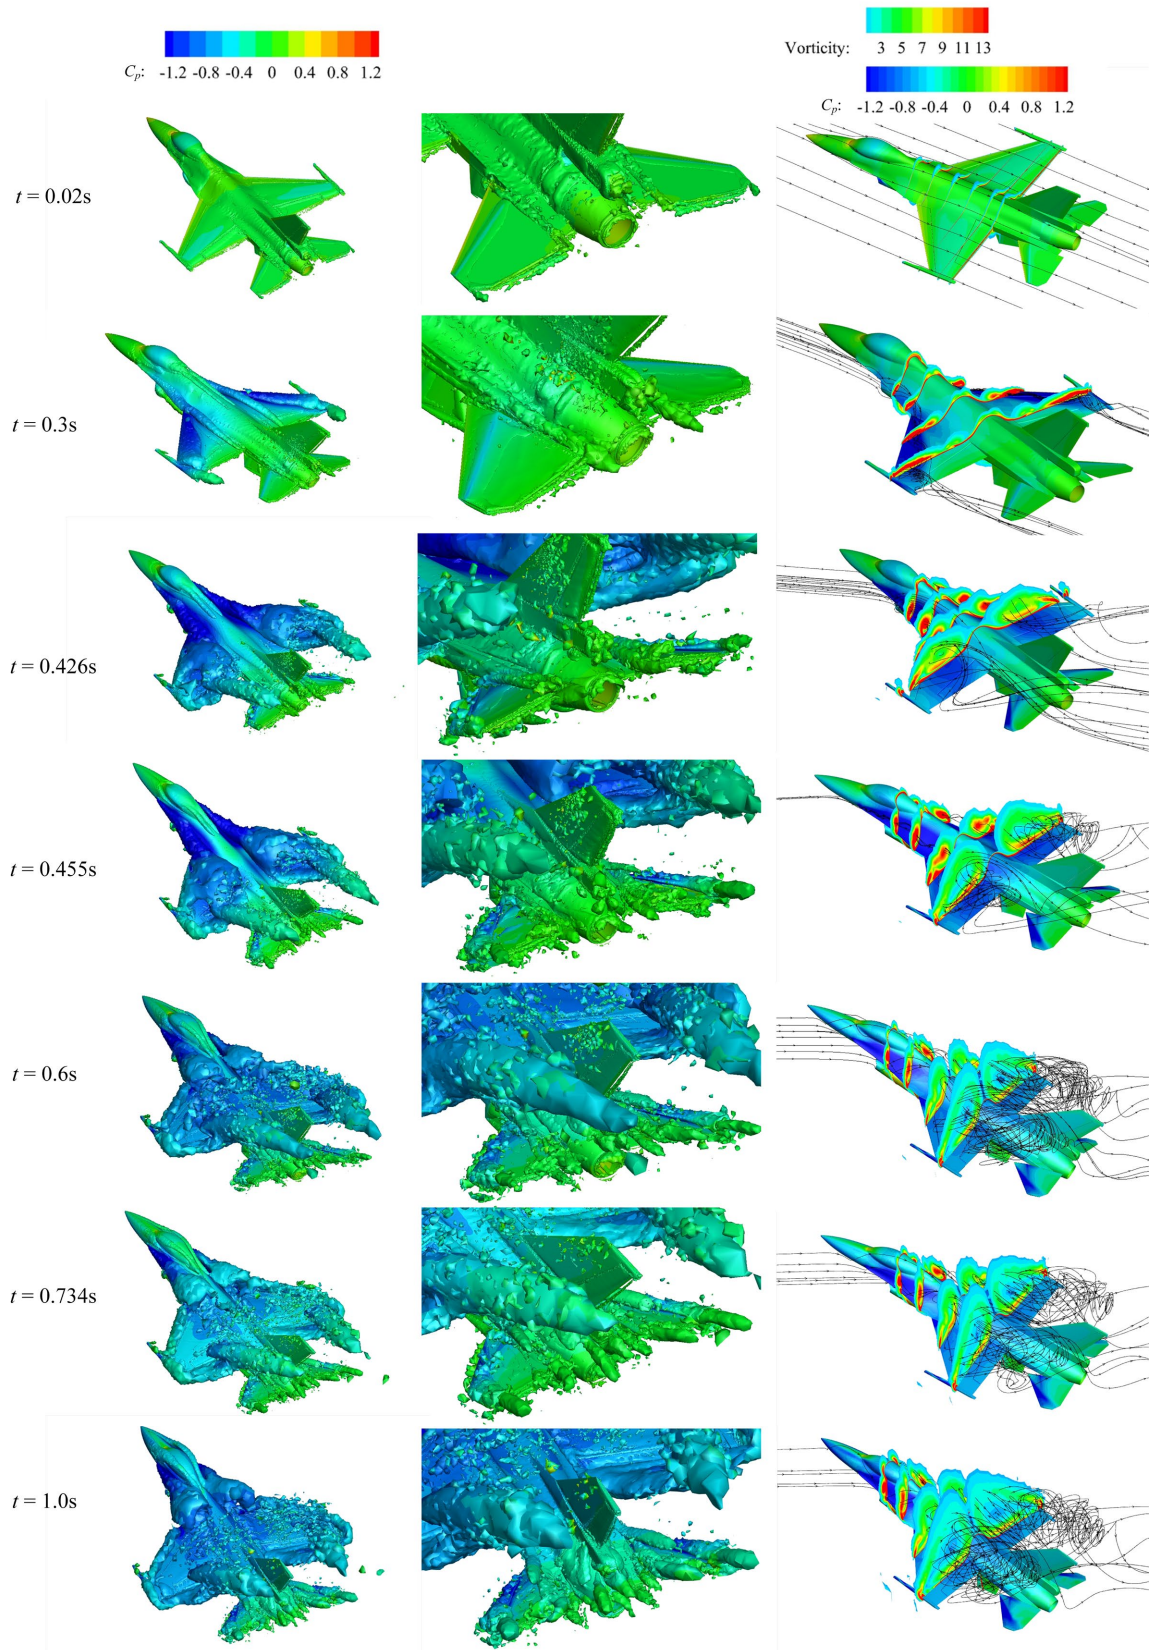 Vorticity: 3 5 7 9 11 13
Cp: -1.2 -0.8 -0.4 0 0.4 0.8 1.2
Cp: -1.2 -0.8 -0.4 0 0.4 1.2
t = 0.02s
t = 0.3s
t = 0.426s
t = 0.455s
t = 0.6s
t = 0.734s
t = 1.0s